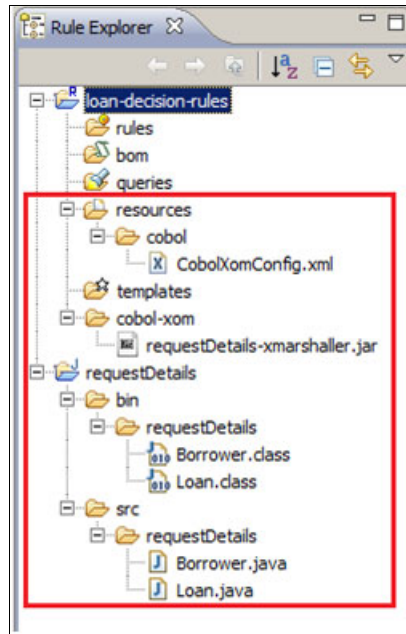 Rule Explorer
loan-decision-rules
rules
bom
queries
resources
cobol
CobolXomConfig.xml
templates
cobol-xom
requestDetails-xmarshaller.jar
requestDetails
bin
requestDetails
Borrower.class
Loan.class
src
requestDetails
Borrower.java
Loan.java